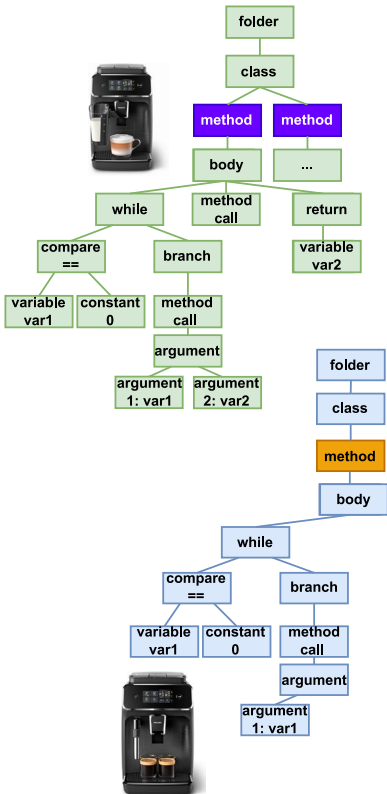 folder
class
method
method
body
...
while
method
call
return
compare
==
branch
variable
var2
variable
var1
constant
0
method
call
argument
argument
1: var1
argument
2: var2
folder
class
method
body
while
compare
==
branch
variable
var1
constant
0
method
call
argument
argument
1: var1